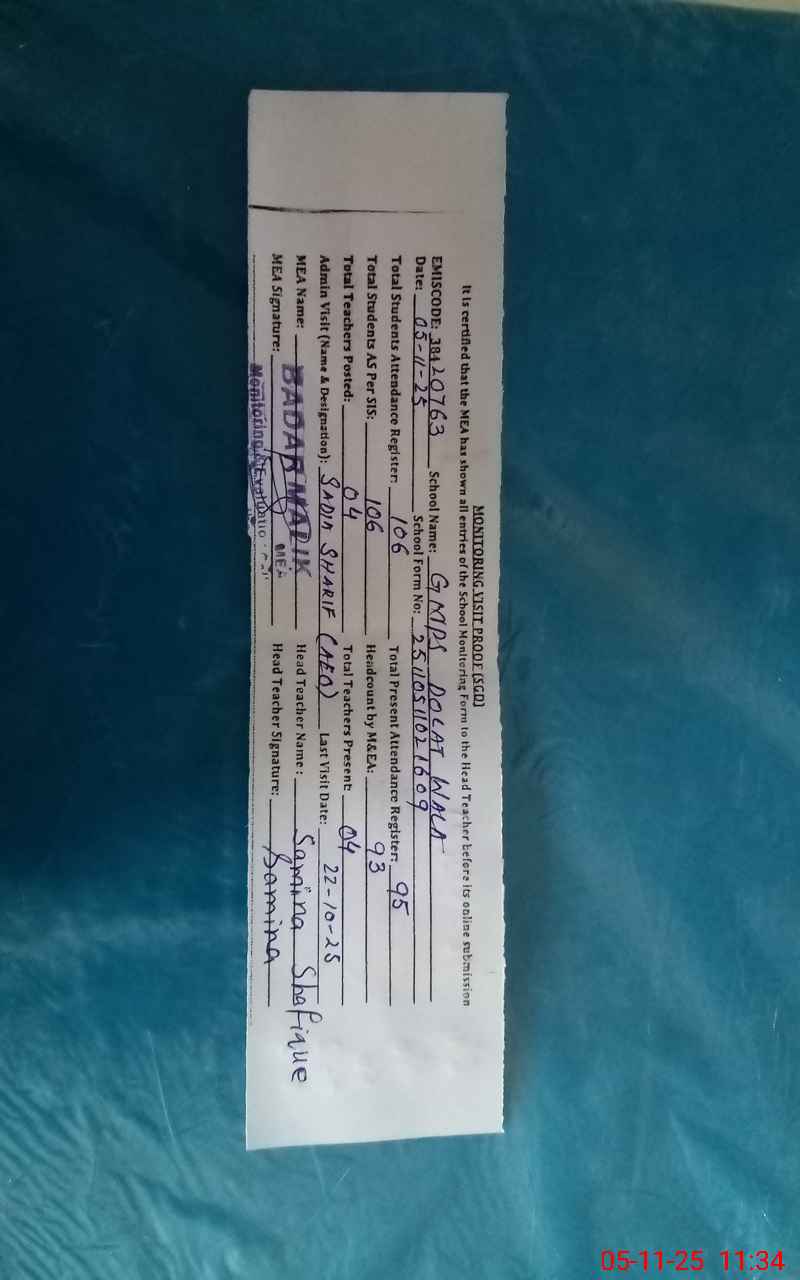 MONITORING VISIT PROOF (SGD)
It is certified that the MEA has shown all entries of the School Monitoring Form to the Head Teacher before its online submission
EMISCODE: 38420763 School Name: GMPS DOLAT WALA
Date: 05-11-25 School Form No: 25110511021609
Total Students Attendance Register: 106 Total Present Attendance Register: 95
Total Students AS Per SIS: 106 Headcount by M&EA: 93
Total Teachers Posted: 04 Total Teachers Present: 04
Admin Visit (Name & Designation): SADIA SHARIF (AEO) Last Visit Date: 22-10-25
MEA Name: BADAR MALIK Head Teacher Name: Samina Shafique
MEA Signature: MEA Head Teacher Signature: Samina
Monitoring &
05-11-25 11:34